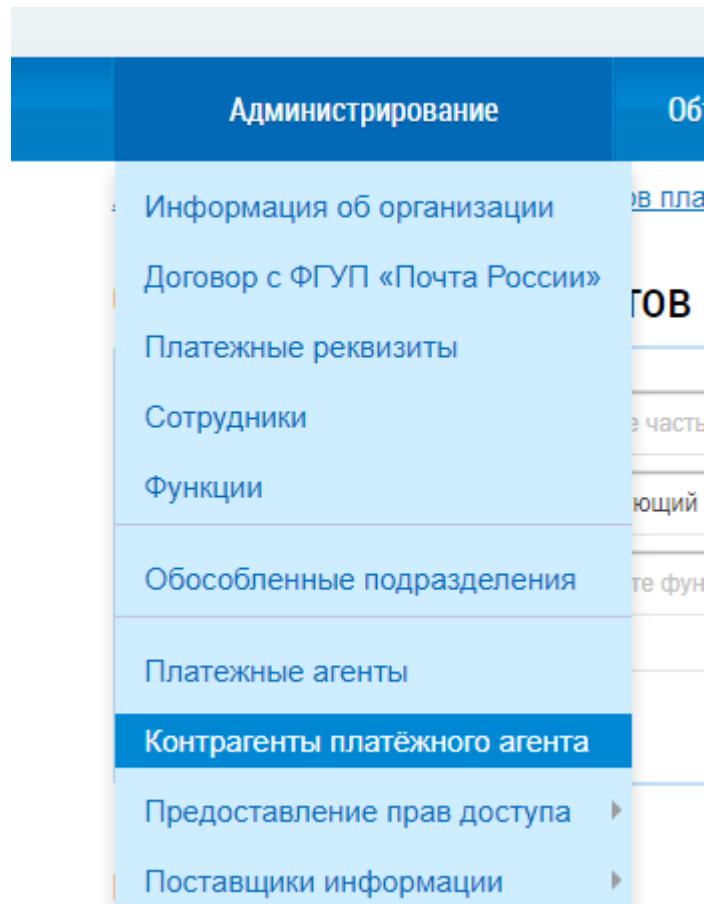 Администрирование
Информация об организации
Договор с ФГУП «Почта России»
Платежные реквизиты
Сотрудники
Функции
ющий
Обособленные подразделения
Платежные агенты
Контрагенты платёжного агента
Предоставление прав доступа
Поставщики информации